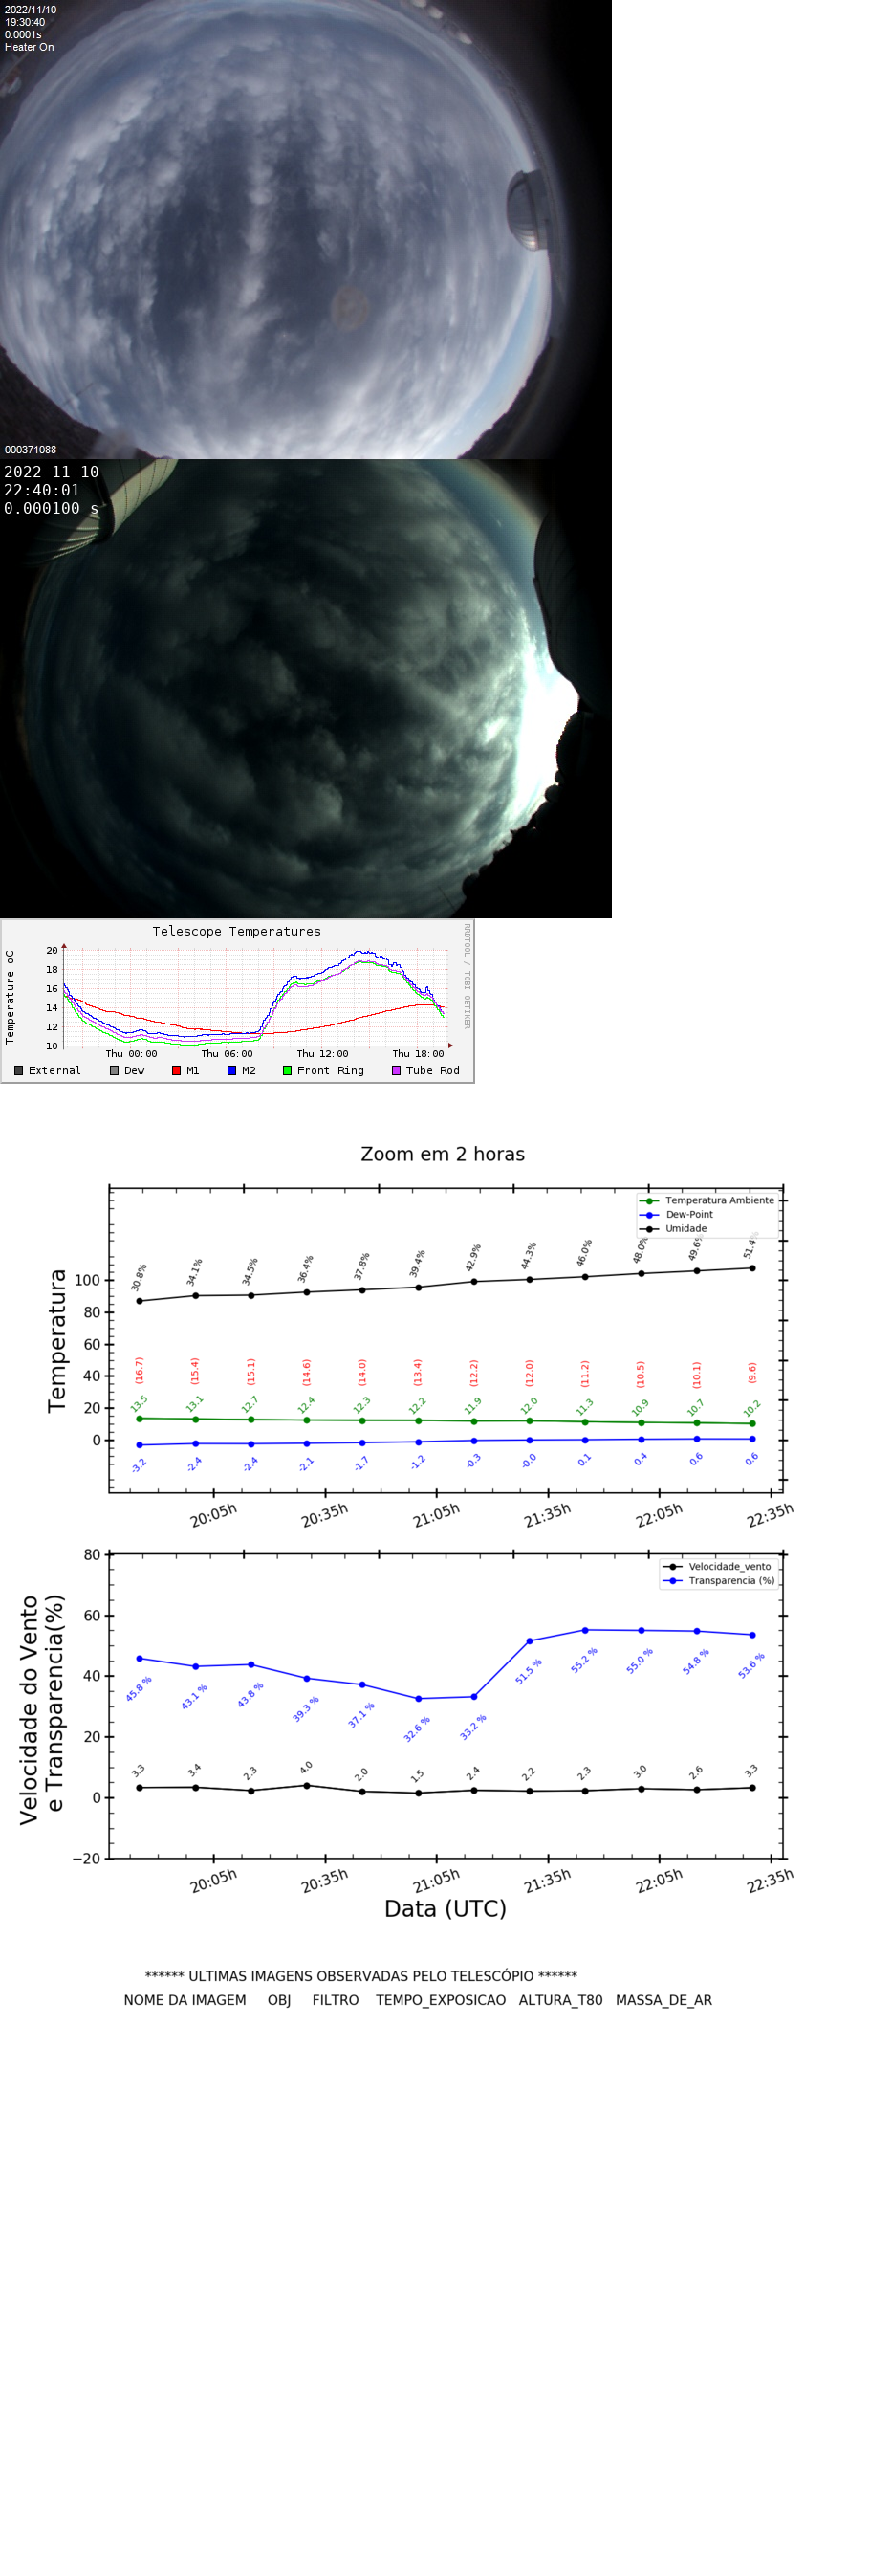 2022/11/10
19:30:40
0.0001s
Heater On
000371088
2022-11-10
22:40:01
0.000100 s
Telescope Temperatures
RRDTOOL / TOBI OETIKER
Temperature oC
20
18
16
14
12
10
Thu 00:00 Thu 06:00 Thu 12:00 Thu 18:00
External Dew M1 M2 Front Ring Tube Rod
Zoom em 2 horas
Temperatura Ambiente
Dew-Point
Umidade
Temperatura
30.8% 34.1% 34.5% 36.4% 37.8% 39.4% 42.9% 44.3% 46.0% 48.0% 49.6% 51.4%
100
80
60
40
20
0
(16.7) (15.4) (15.1) (14.6) (14.0) (13.4) (12.2) (12.0) (11.2) (10.5) (10.1) (9.6)
13.5 13.1 12.7 12.4 12.3 12.2 11.9 12.0 11.3 10.9 10.7 10.2
-3.2 -2.4 -2.4 -2.1 -1.7 -1.2 -0.3 -0.0 0.1 0.4 0.6 0.6
20:05h 20:35h 21:05h 21:35h 22:05h 22:35h
Velocidade_vento
Transparencia (%)
Velocidade do Vento
e Transparencia(%)
80
60
40
20
0
−20
45.8 % 43.1 % 43.8 % 39.3 % 37.1 % 32.6 % 33.2 % 51.5 % 55.2 % 55.0 % 54.8 % 53.6 %
3.3 3.4 2.3 4.0 2.0 1.5 2.4 2.2 2.3 3.0 2.6 3.3
20:05h 20:35h 21:05h 21:35h 22:05h 22:35h
Data (UTC)
****** ULTIMAS IMAGENS OBSERVADAS PELO TELESCÓPIO ******
NOME DA IMAGEM OBJ FILTRO TEMPO_EXPOSICAO ALTURA_T80 MASSA_DE_AR